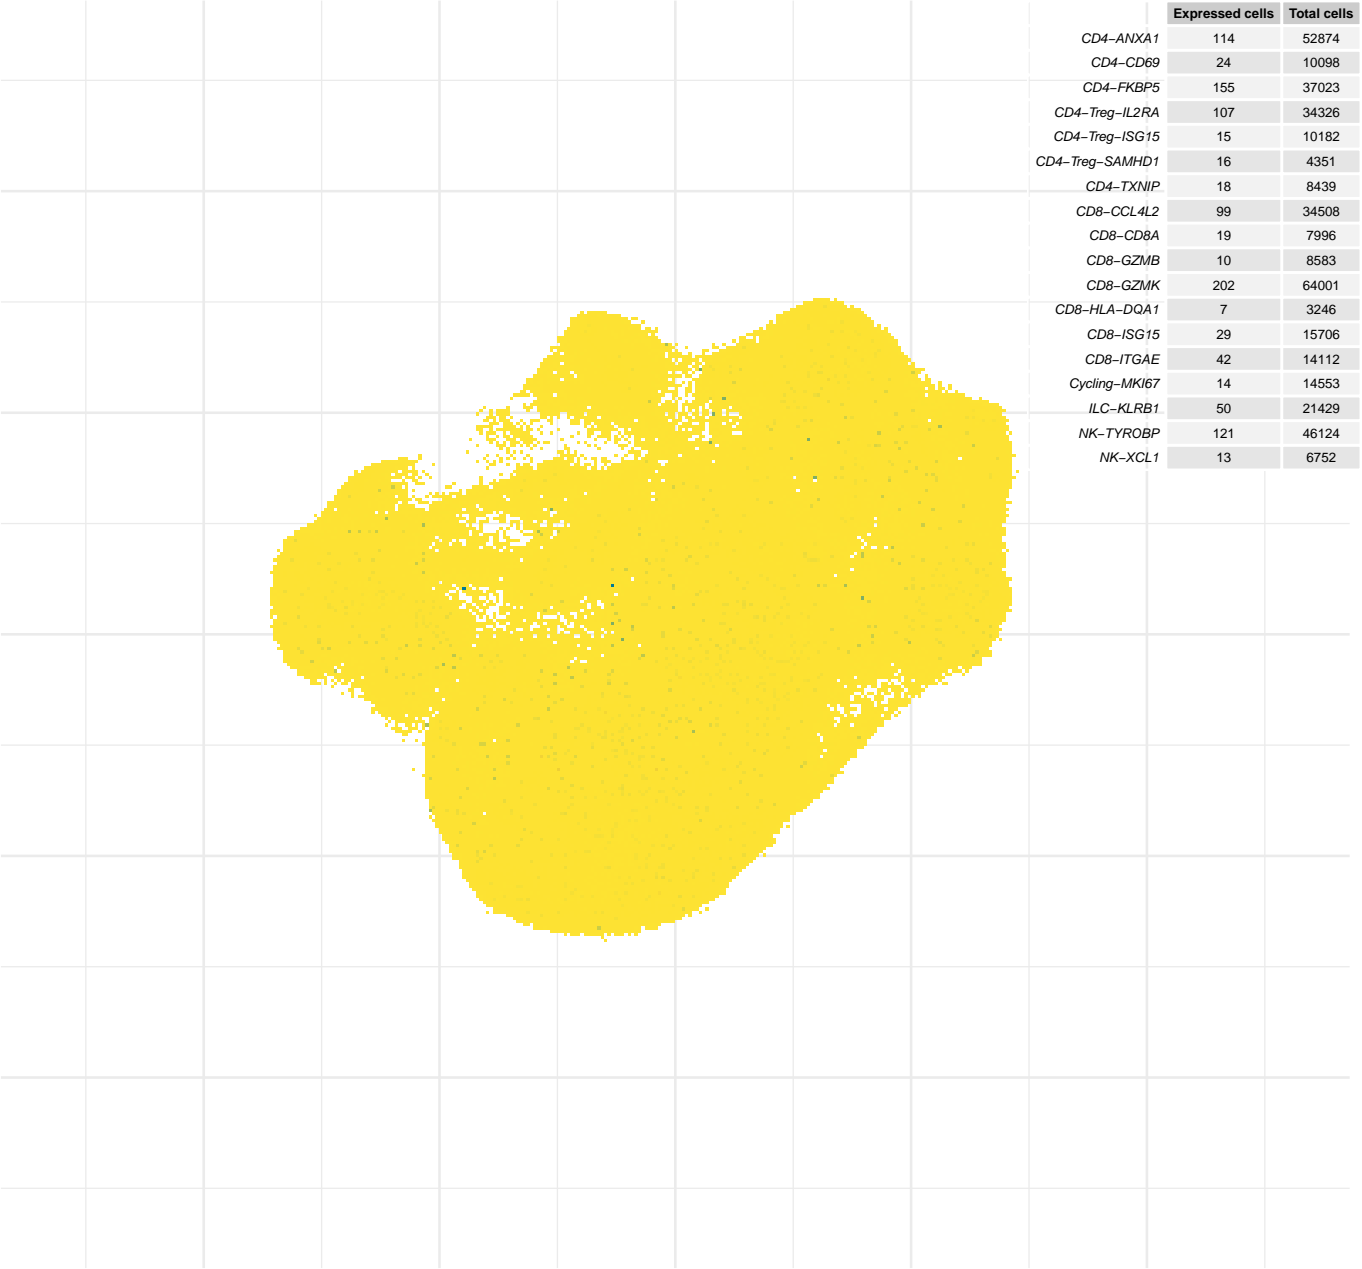 Expressed cells Total cells
CD4−ANXA1 114 52874
CD4−CD69 24 10098
CD4−FKBP5 155 37023
CD4−Treg−IL2RA 107 34326
CD4−Treg−ISG15 15 10182
CD4−Treg−SAMHD1 16 4351
CD4−TXNIP 18 8439
CD8−CCL4L2 99 34508
CD8−CD8A 19 7996
CD8−GZMB 10 8583
CD8−GZMK 202 64001
CD8−HLA−DQA1 7 3246
CD8−ISG15 29 15706
CD8−ITGAE 42 14112
Cycling−MKI67 14 14553
ILC−KLRB1 50 21429
NK−TYROBP 121 46124
NK−XCL1 13 6752